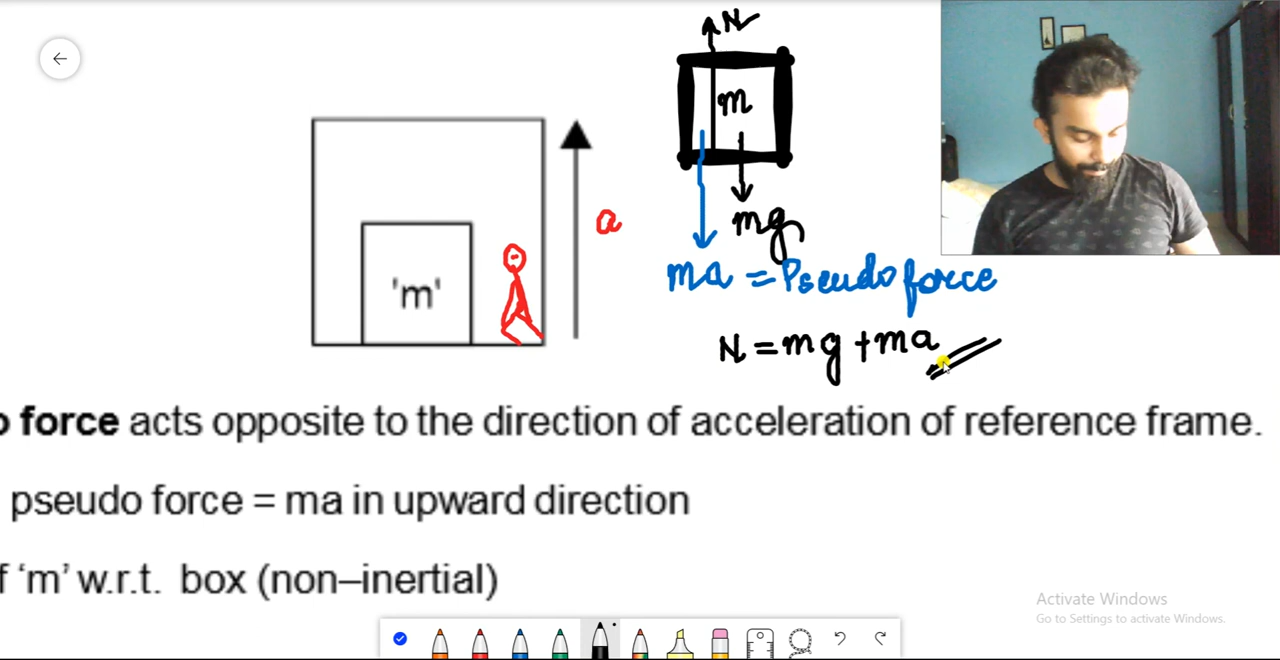 N
m
mg
a
ma = Pseudo force
'm'
N = mg + ma
force acts opposite to the direction of acceleration of reference frame.
pseudo force = ma in upward direction
'm' w.r.t. box (non–inertial)
Activate Windows
Go to Settings to activate Windows.